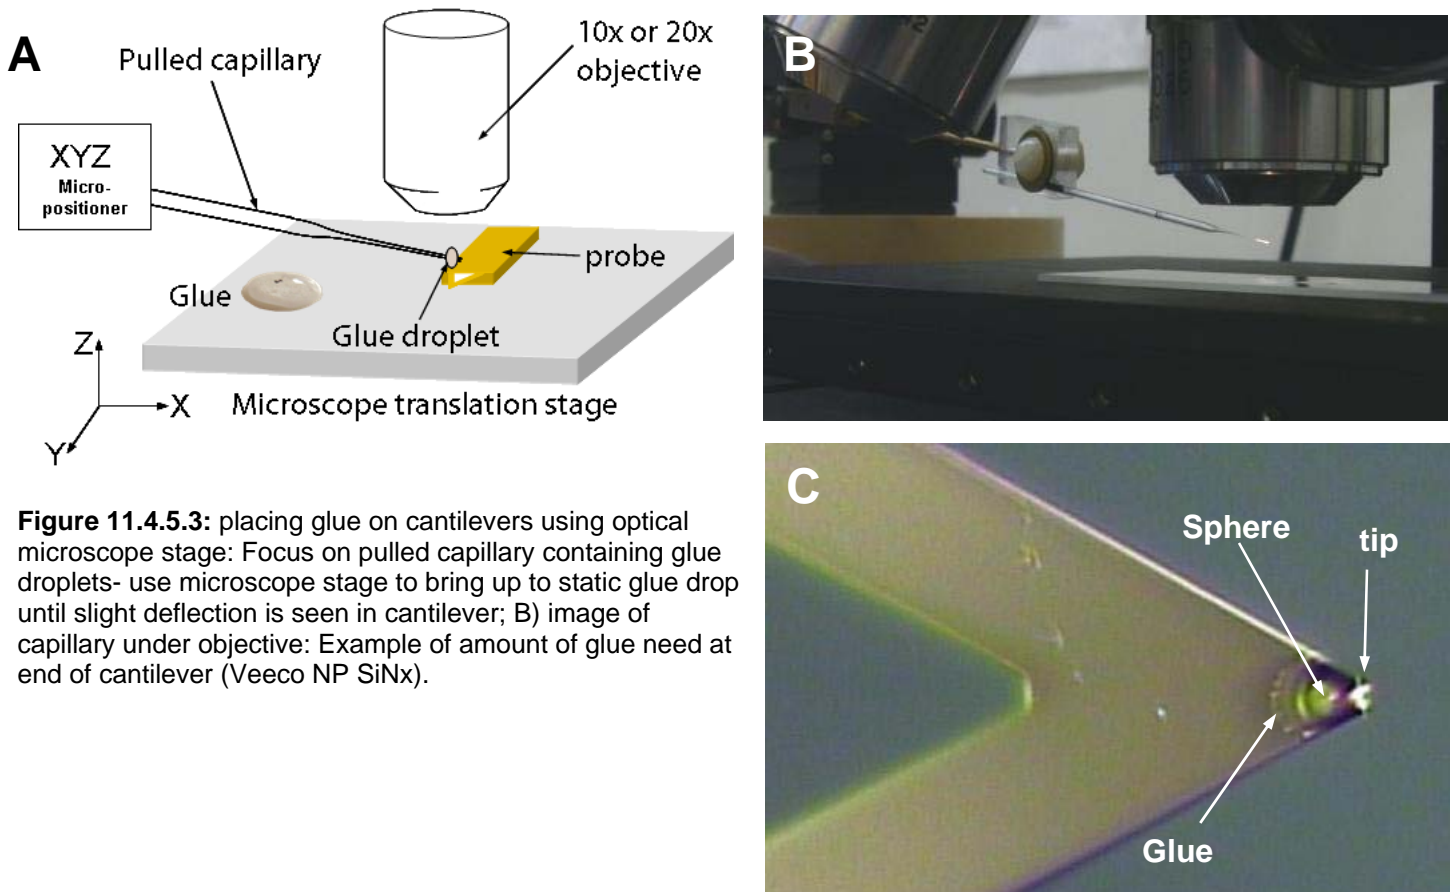 A
Pulled capillary
10x or 20x
objective
XYZ
Micro-
positioner
probe
Glue
Glue droplet
Z
X
Y
Microscope translation stage
B
C
Sphere
tip
Glue
Figure 11.4.5.3: placing glue on cantilevers using optical
microscope stage: Focus on pulled capillary containing glue
droplets- use microscope stage to bring up to static glue drop
until slight deflection is seen in cantilever; B) image of
capillary under objective: Example of amount of glue need at
end of cantilever (Veeco NP SiNx).